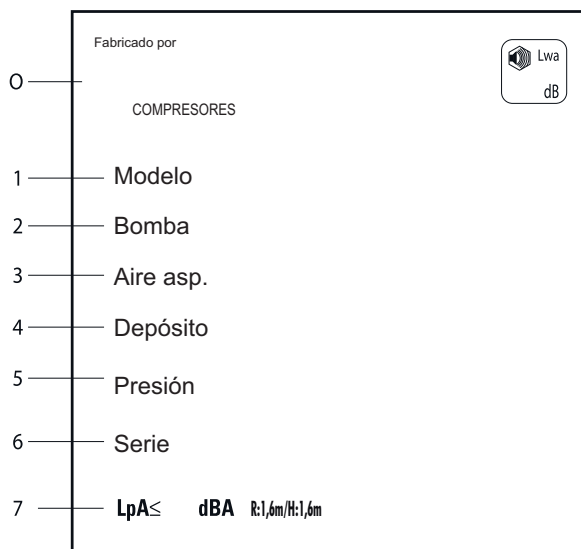 Fabricado por
Lwa
dB
O
COMPRESORES
1 Modelo
2 Bomba
3 Aire asp.
4 Depósito
5 Presión
6 Serie
7 LpA≤ dBA R:1,6m/H:1,6m